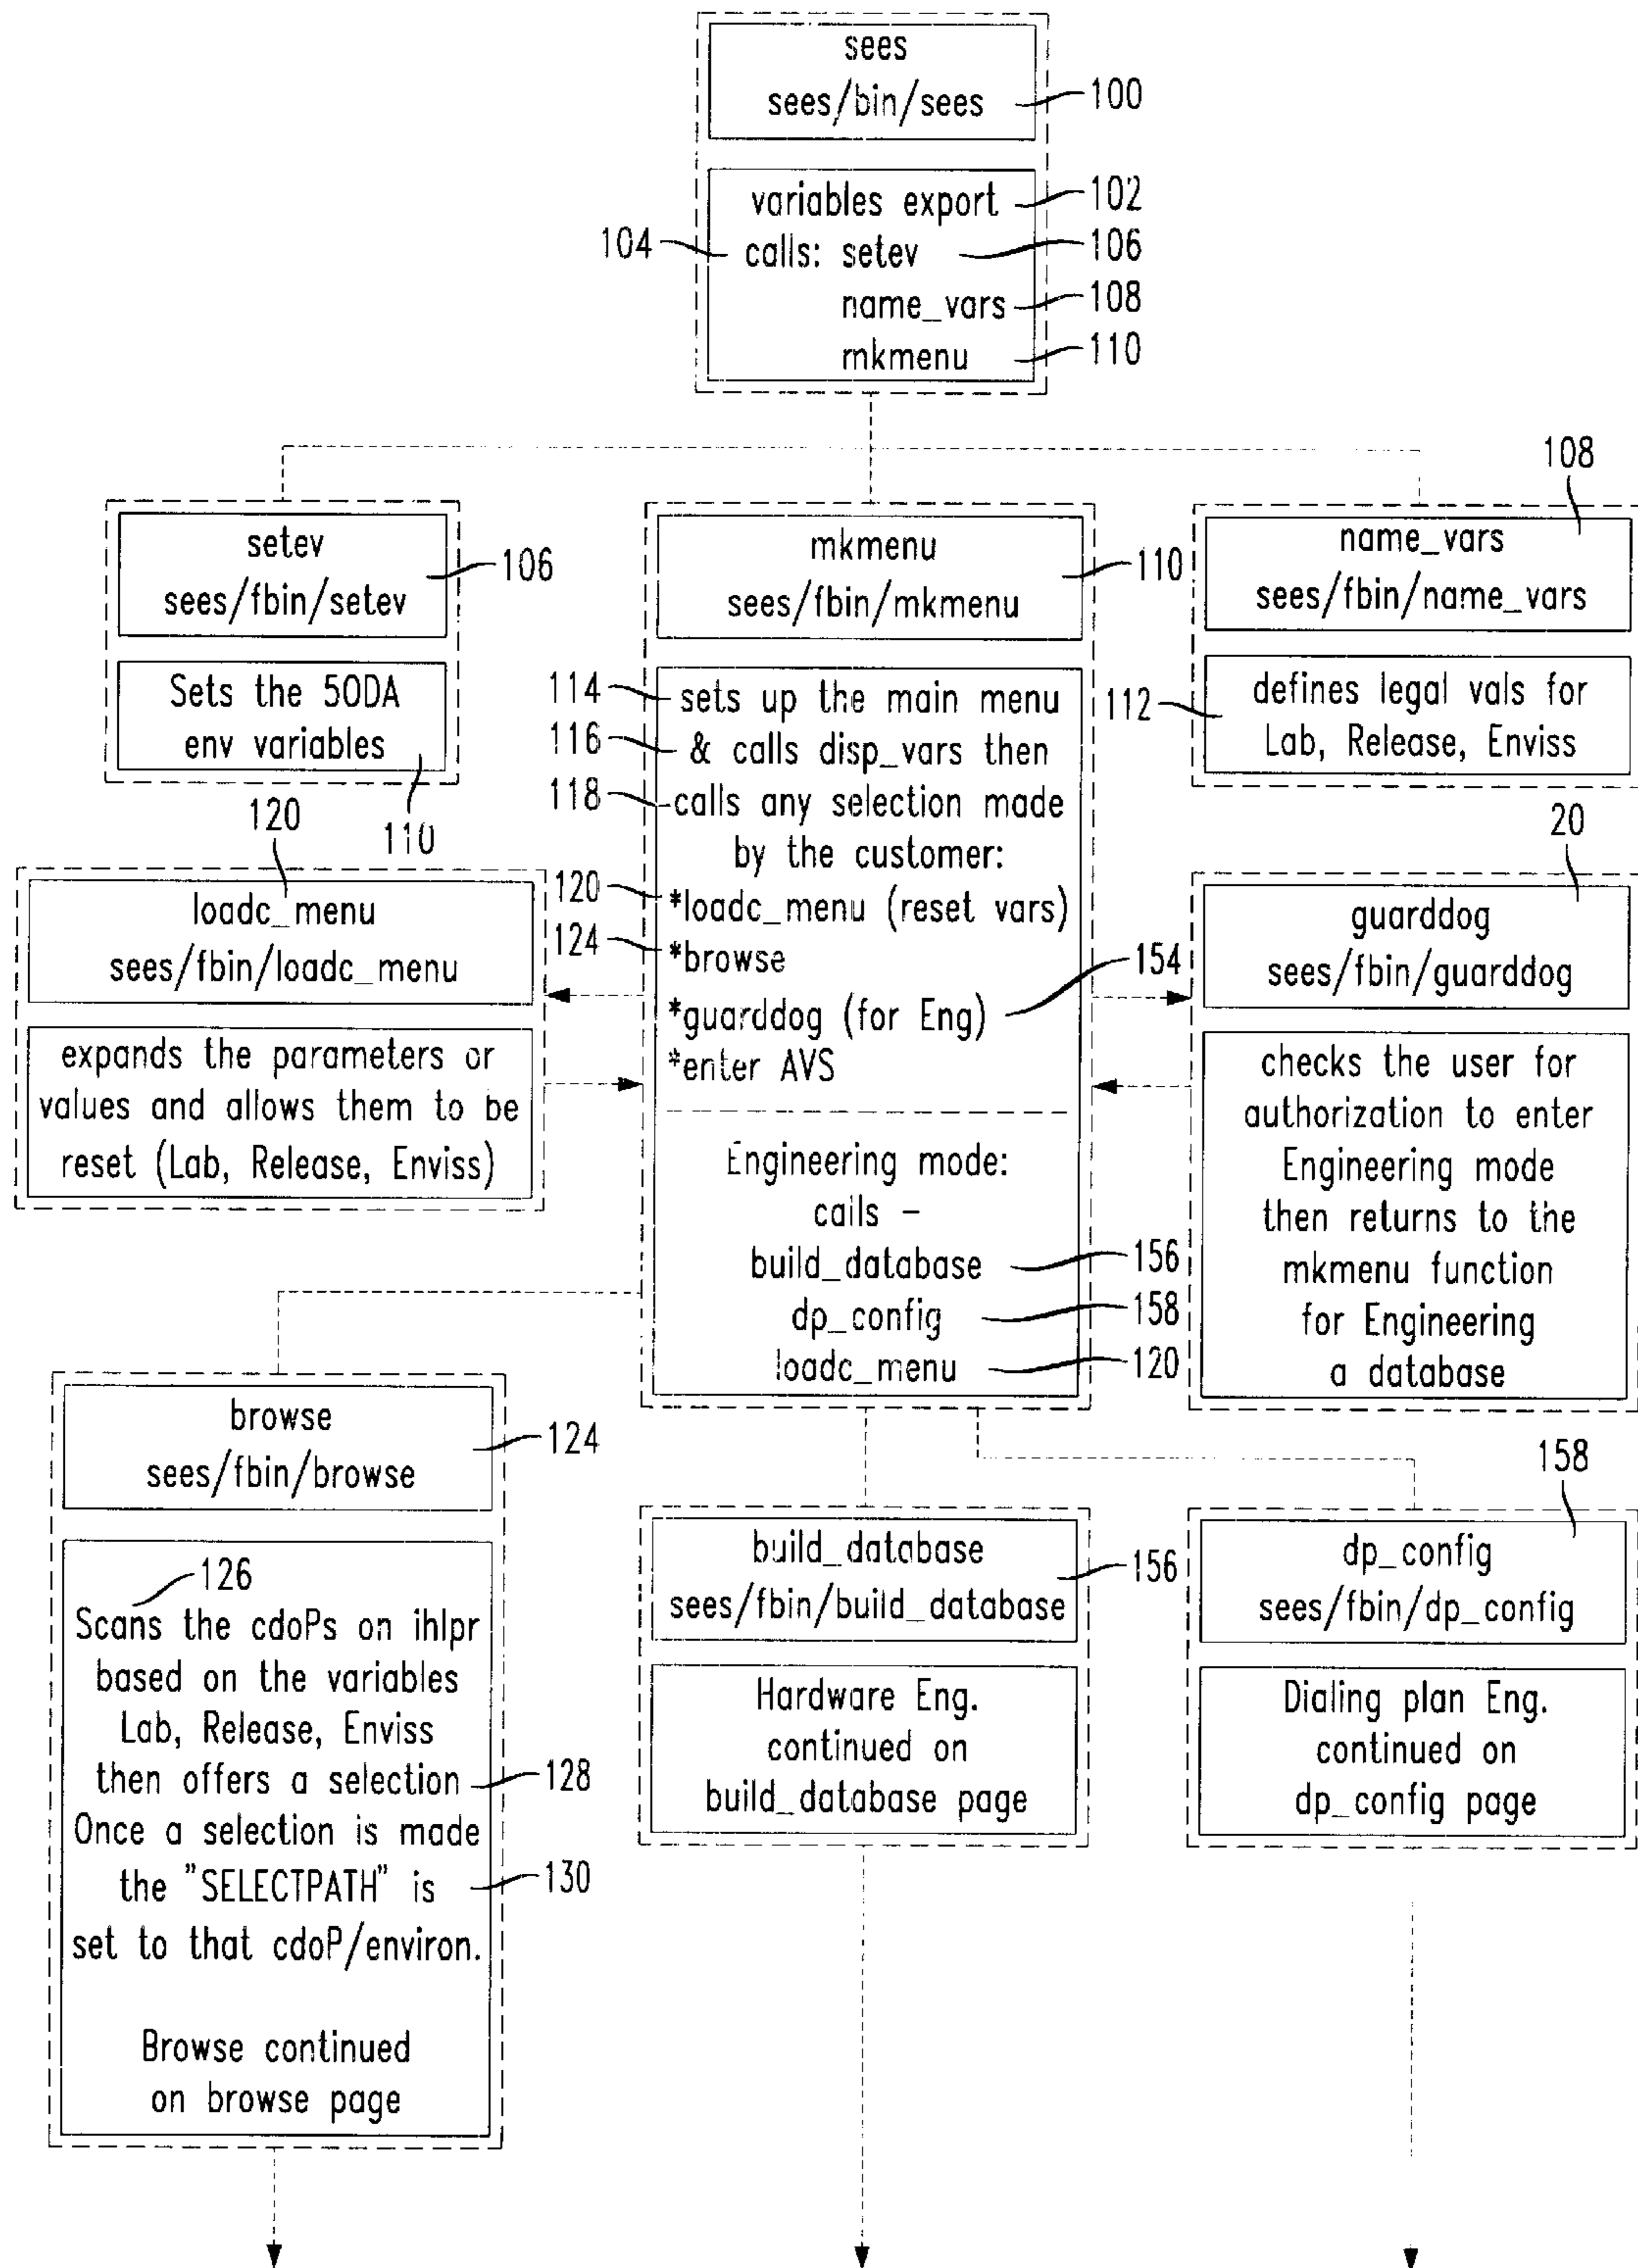 sees
sees/bin/sees
100
variables export
102
104
calls: setev
106
name_vars
108
mkmenu
110
setev
sees/fbin/setev
106
Sets the 5ODA
env variables
110
mkmenu
sees/fbin/mkmenu
110
114
sets up the main menu
116
& calls disp_vars then
118
calls any selection made
by the customer:
120
*loadc_menu (reset vars)
124
*browse
154
*guarddog (for Eng)
*enter AVS
Engineering mode:
calls -
build_database
156
dp_config
158
loadc_menu
120
108
name_vars
sees/fbin/name_vars
112
defines legal vals for
Lab, Release, Enviss
120
loadc_menu
sees/fbin/loadc_menu
expands the parameters or
values and allows them to be
reset (Lab, Release, Enviss)
20
guarddog
sees/fbin/guarddog
checks the user for
authorization to enter
Engineering mode
then returns to the
mkmenu function
for Engineering
a database
browse
sees/fbin/browse
124
126
Scans the cdoPs on ihlpr
based on the variables
Lab, Release, Enviss
then offers a selection
128
Once a selection is made
the "SELECTPATH" is
130
set to that cdoP/environ.
Browse continued
on browse page
build_database
sees/fbin/build_database
156
Hardware Eng.
continued on
build_database page
158
dp_config
sees/fbin/dp_config
Dialing plan Eng.
continued on
dp_config page